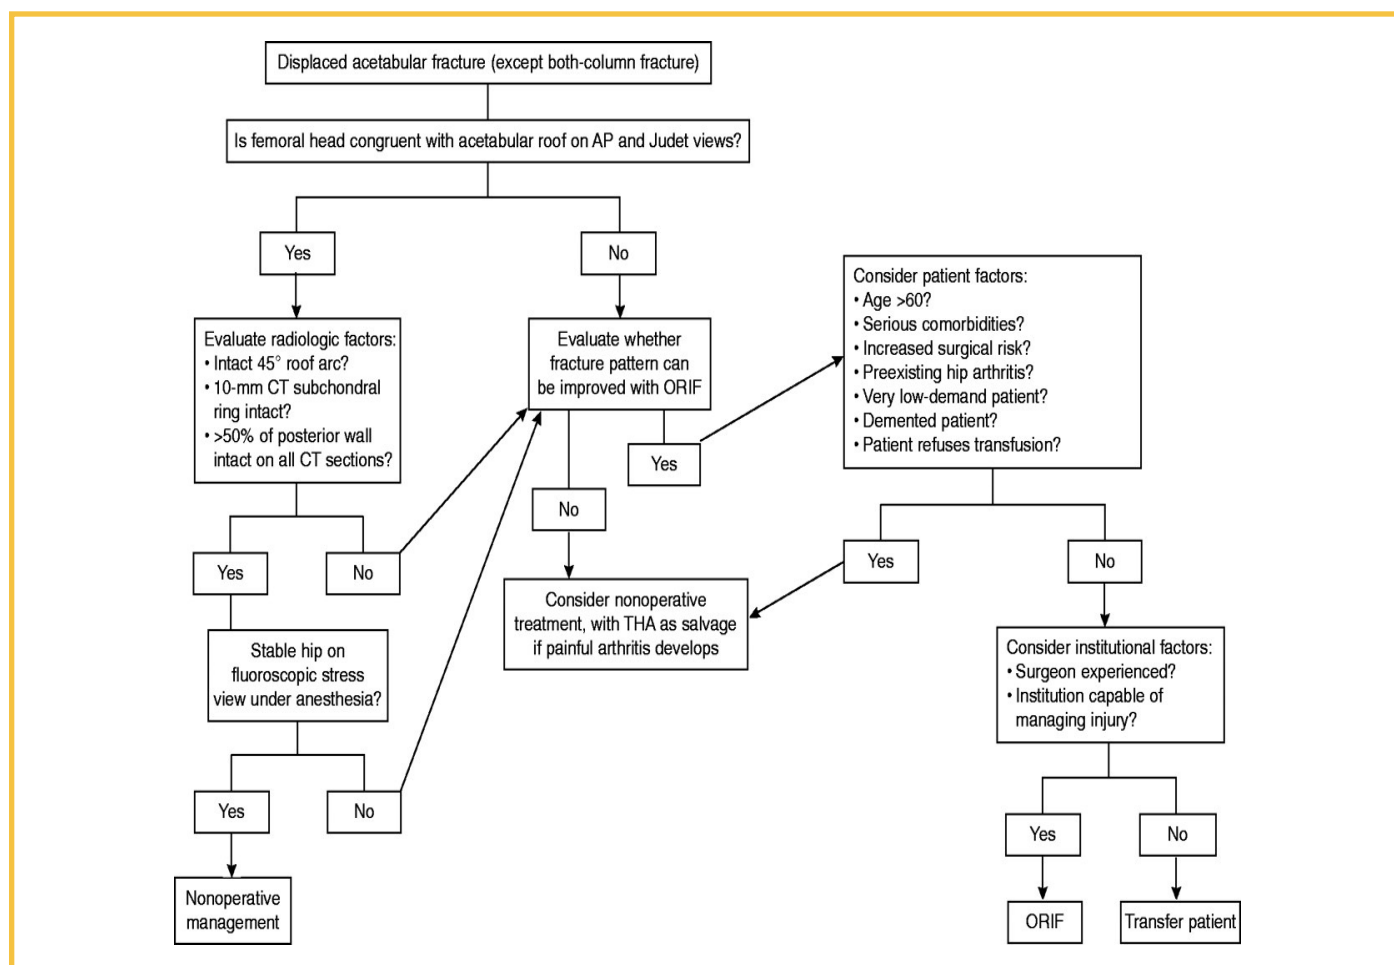 Displaced acetabular fracture (except both-column fracture)
Is femoral head congruent with acetabular roof on AP and Judet views?
Yes
No
Evaluate radiologic factors:
• Intact 45° roof arc?
• 10-mm CT subchondral
ring intact?
• >50% of posterior wall
intact on all CT sections?
Evaluate whether
fracture pattern can
be improved with ORIF
Consider patient factors:
• Age >60?
• Serious comorbidities?
• Increased surgical risk?
• Preexisting hip arthritis?
• Very low-demand patient?
• Demented patient?
• Patient refuses transfusion?
Yes
No
Yes
No
Yes
No
Stable hip on
fluoroscopic stress
view under anesthesia?
Consider nonoperative
treatment, with THA as salvage
if painful arthritis develops
Consider institutional factors:
• Surgeon experienced?
• Institution capable of
managing injury?
Yes
No
Yes
No
Nonoperative
management
ORIF
Transfer patient